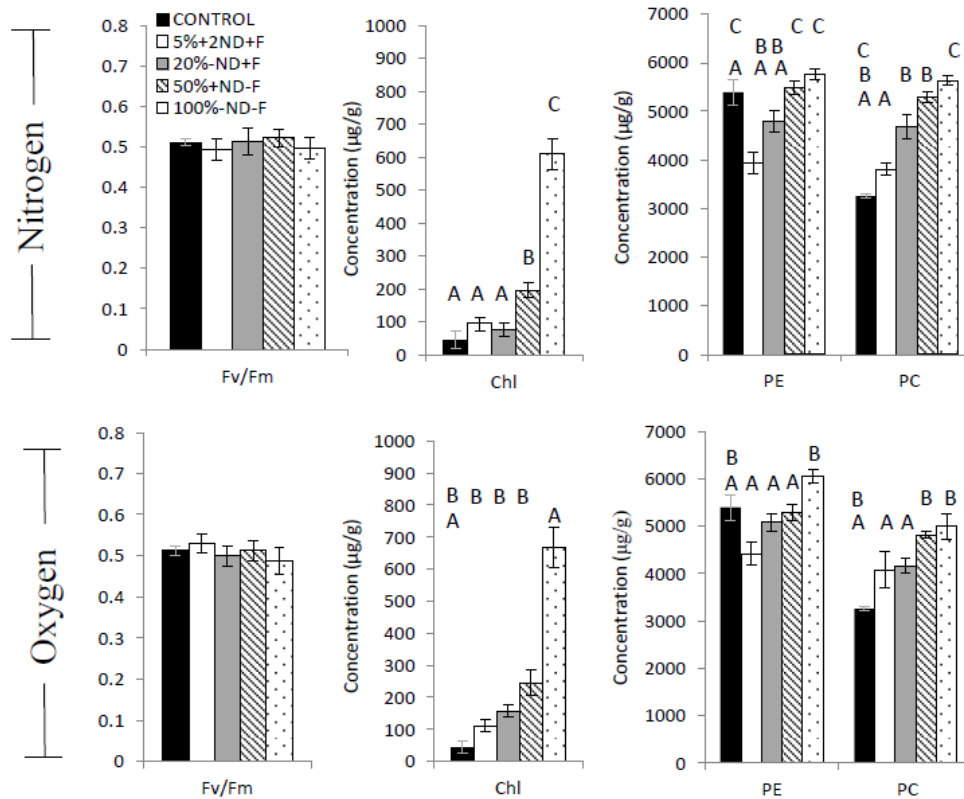 Nitrogen
0.8
0.7
0.6
0.5
0.4
0.3
0.2
0.1
0
CONTROL
5%+2ND+F
20%-ND+F
50%+ND-F
100%-ND-F
Fv/Fm
Concentration (µg/g)
1000
900
800
700
600
500
400
300
200
100
0
A A A B C
Chl
Concentration (µg/g)
7000
6000
5000
4000
3000
2000
1000
0
C B B C C C C
A A A B B B
A A
PE PC
Oxygen
0.8
0.7
0.6
0.5
0.4
0.3
0.2
0.1
0
Fv/Fm
Concentration (µg/g)
1000
900
800
700
600
500
400
300
200
100
0
B B B B A
A
Chl
Concentration (µg/g)
7000
6000
5000
4000
3000
2000
1000
0
B B B B B
A A A A A A A
PE PC